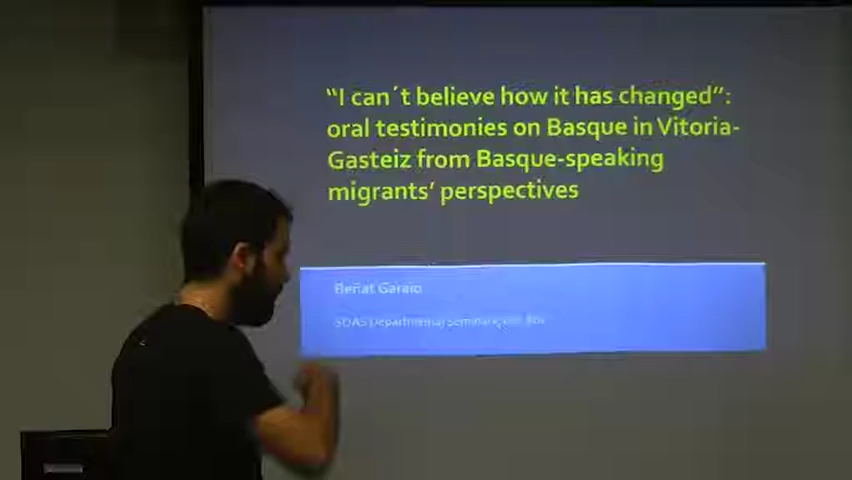 “I can´t believe how it has changed”:
oral testimonies on Basque in Vitoria-
Gasteiz from Basque-speaking
migrants’ perspectives
Beñat Garaio
SOAS Departmental Seminar